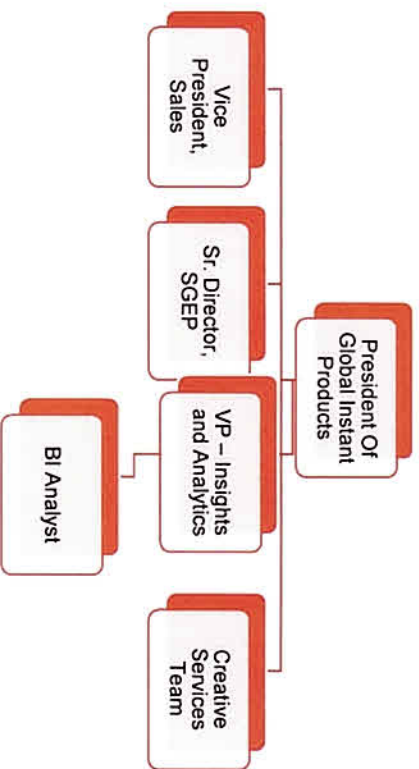 President Of
Global Instant
Products
Vice
President,
Sales
Sr. Director,
SGEP
VP – Insights
and Analytics
Creative
Services
Team
BI Analyst